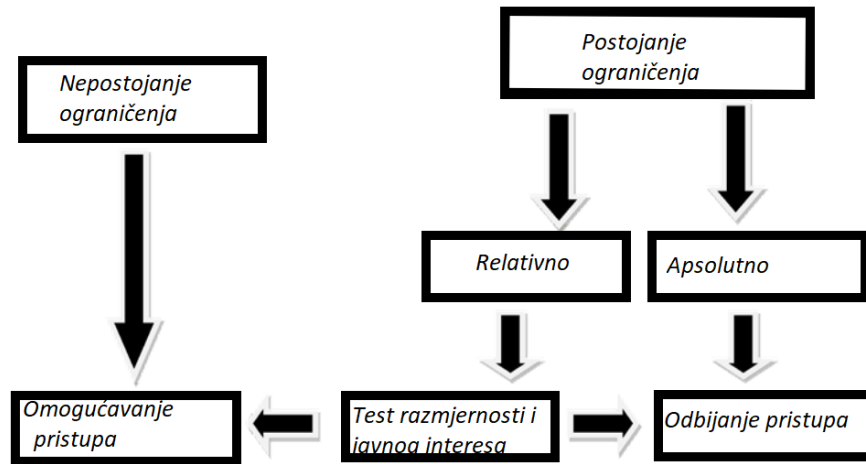 Postojanje
ograničenja
Nepostojanje
ograničenja
Relativno
Apsolutno
Omogućavanje
pristupa
Test razmjernosti i
javnog interesa
Odbijanje pristupa